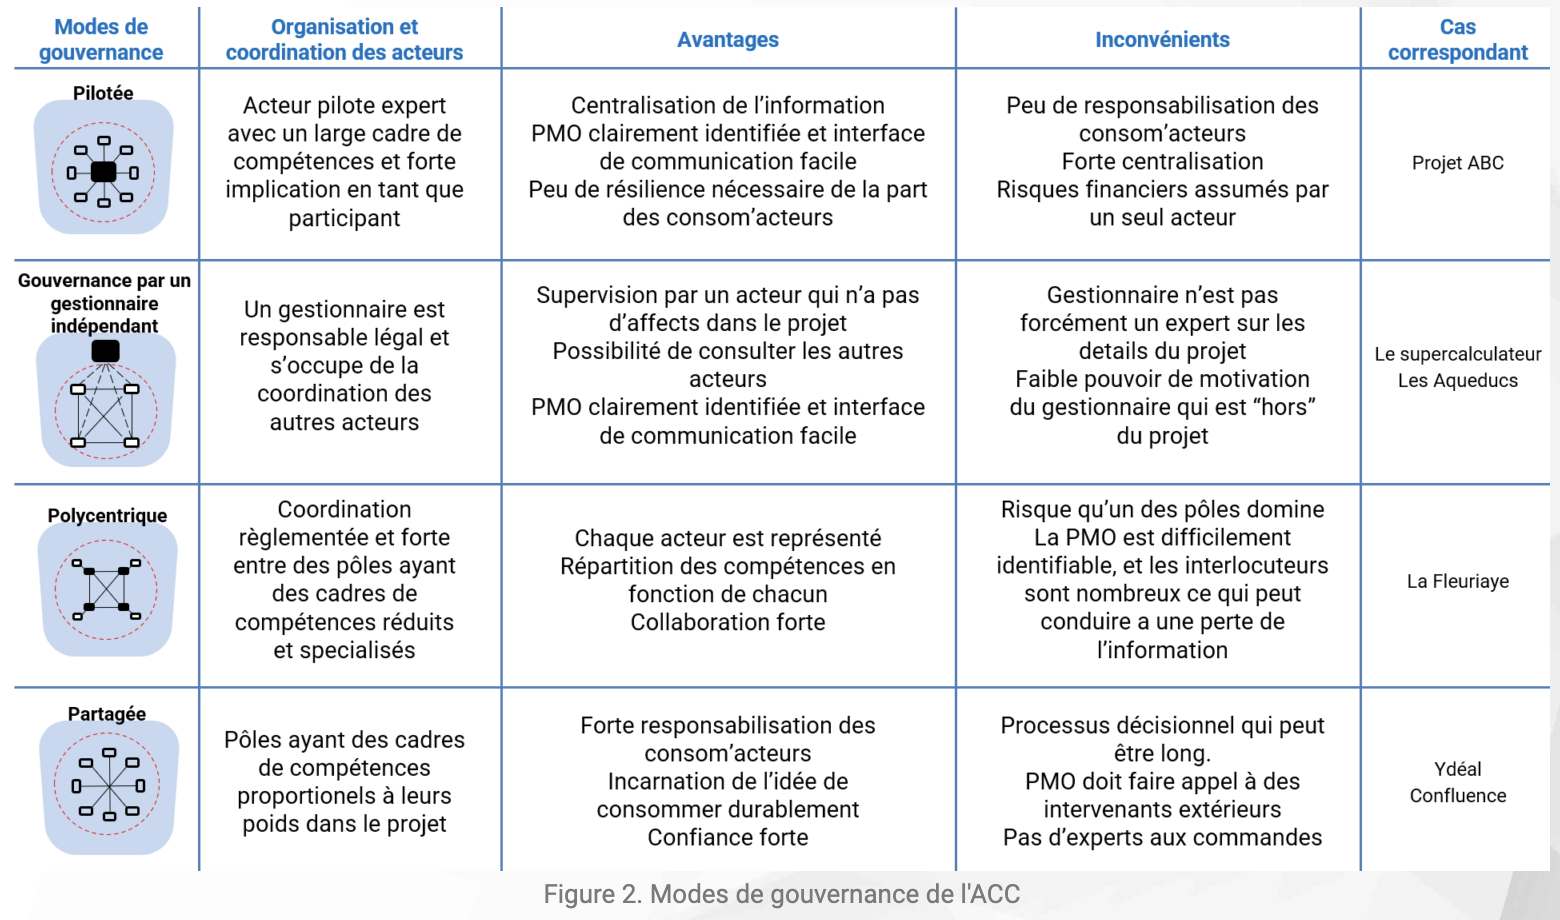 Modes de
gouvernance
Organisation et
coordination des acteurs
Avantages
Inconvénients
Cas
correspondant
Pilotée
Acteur pilote expert
avec un large cadre de
compétences et forte
implication en tant que
participant
Centralisation de l’information
PMO clairement identifiée et interface
de communication facile
Peu de résilience nécessaire de la part
des consom’acteurs
Peu de responsabilisation des
consom’acteurs
Forte centralisation
Risques financiers assumés par
un seul acteur
Projet ABC
Gouvernance par un
gestionnaire
indépendant
Un gestionnaire est
responsable légal et
s’occupe de la
coordination des
autres acteurs
Supervision par un acteur qui n’a pas
d’affects dans le projet
Possibilité de consulter les autres
acteurs
PMO clairement identifiée et interface
de communication facile
Gestionnaire n’est pas
forcément un expert sur les
details du projet
Faible pouvoir de motivation
du gestionnaire qui est “hors”
du projet
Le supercalculateur
Les Aqueducs
Polycentrique
Coordination
règlementée et forte
entre des pôles ayant
des cadres de
compétences réduits
et specialisés
Chaque acteur est représenté
Répartition des compétences en
fonction de chacun
Collaboration forte
Risque qu’un des pôles domine
La PMO est difficilement
identifiable, et les interlocuteurs
sont nombreux ce qui peut
conduire a une perte de
l’information
La Fleuriaye
Partagée
Pôles ayant des cadres
de compétences
proportionels à leurs
poids dans le projet
Forte responsabilisation des
consom’acteurs
Incarnation de l’idée de
consommer durablement
Confiance forte
Processus décisionnel qui peut
être long.
PMO doit faire appel à des
intervenants extérieurs
Pas d’experts aux commandes
Ydéal
Confluence
Figure 2. Modes de gouvernance de l'ACC